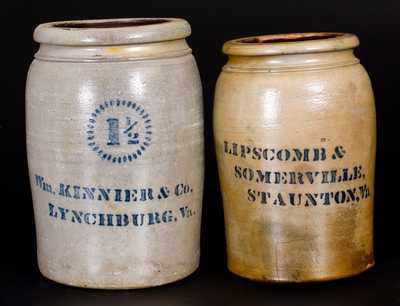 1½
Wm. KINNIER & Co.
LYNCHBURG, Va.
LIPSCOMB &
SOMERVILLE,
STAUNTON, Va